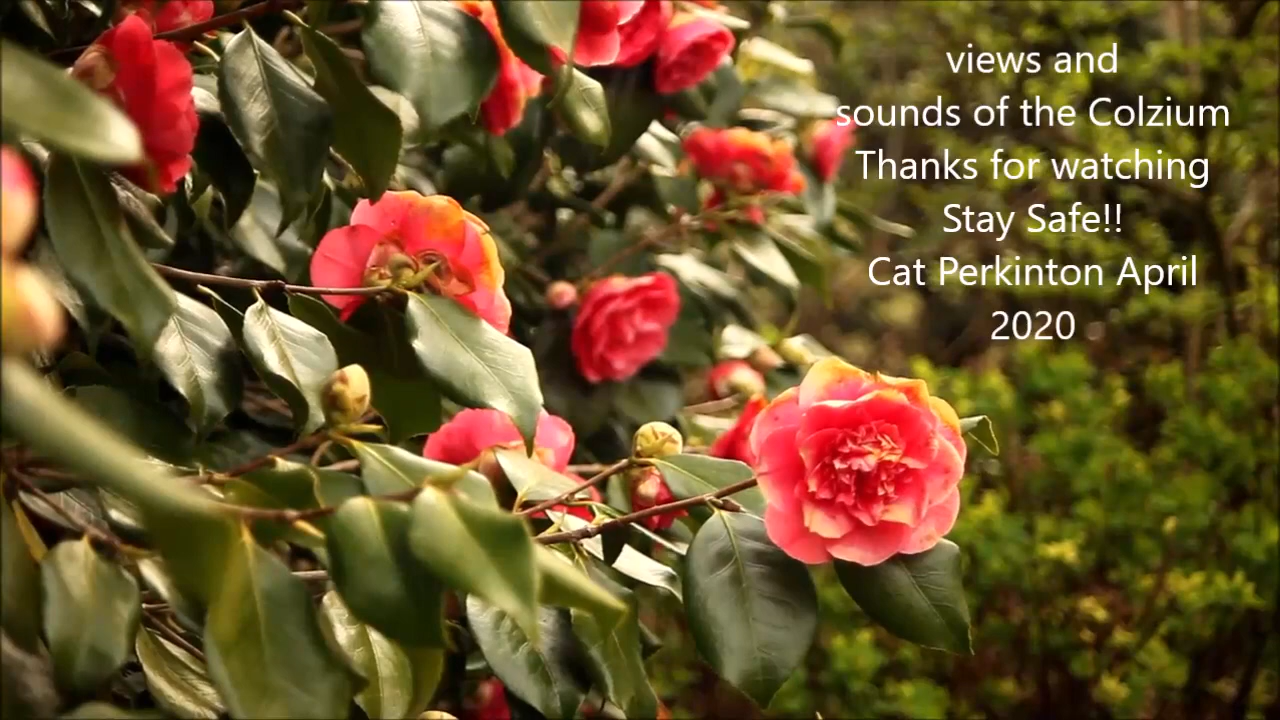 views and
sounds of the Colzium
Thanks for watching
Stay Safe!!
Cat Perkinton April
2020